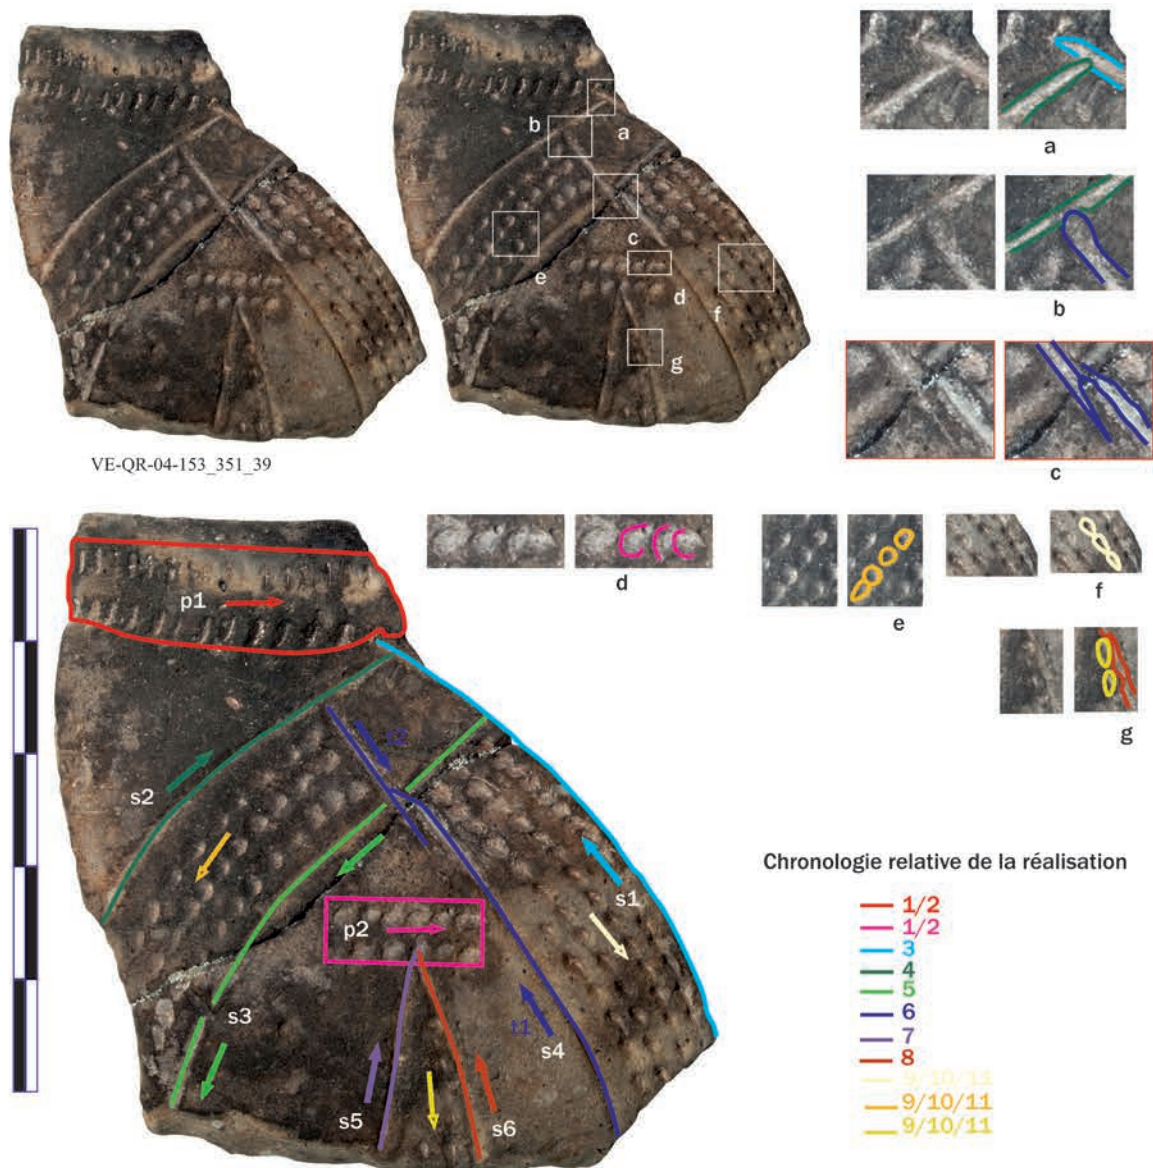 a
b
c
d
e
f
g
a
b
c
VE-QR-04-153_351_39
d
e
f
g
p1
s2
t2
s1
p2
s3
t1
s4
s5
s6
Chronologie relative de la réalisation
1/2
1/2
3
4
5
6
7
8
9/10/11
9/10/11
9/10/11